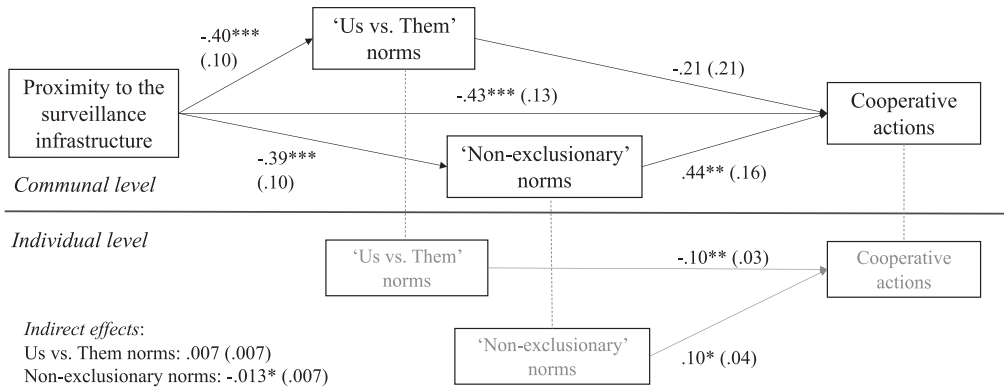 -.40***
(.10)
‘Us vs. Them’
norms
-.21 (.21)
Proximity to the
surveillance
infrastructure
-.43*** (.13)
Cooperative
actions
-.39***
(.10)
‘Non-exclusionary’
norms
.44** (.16)
Communal level
Individual level
‘Us vs. Them’
norms
-.10** (.03)
Cooperative
actions
‘Non-exclusionary’
norms
.10* (.04)
Indirect effects:
Us vs. Them norms: .007 (.007)
Non-exclusionary norms: -.013* (.007)